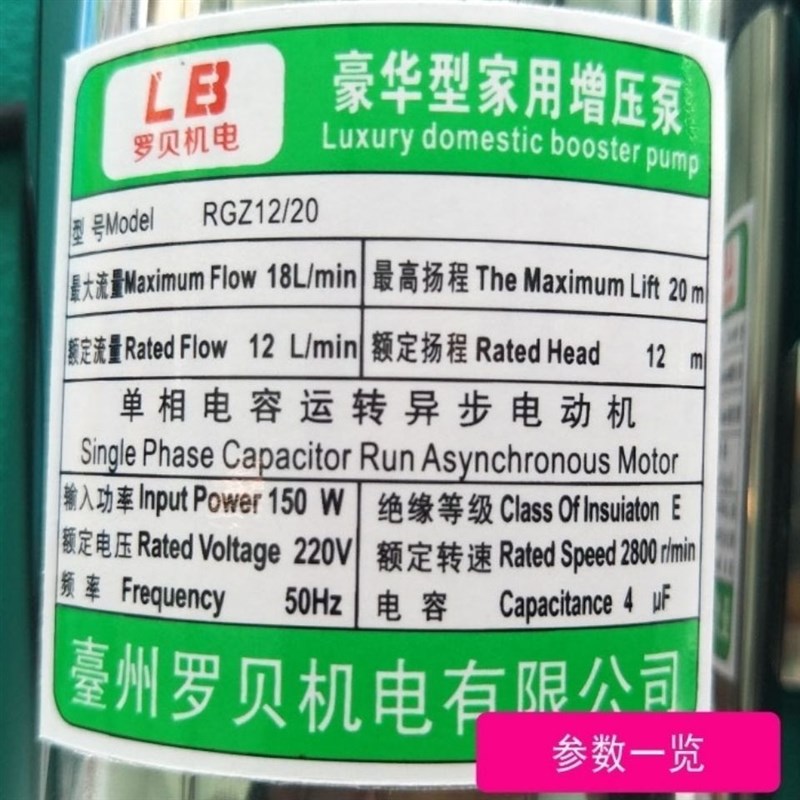 LB
罗贝机电
豪华型家用增压泵
Luxury domestic booster pump
型 号Model RGZ12/20
最大流量Maximum Flow 18L/min 最高扬程 The Maximum Lift 20 m
额定流量Rated Flow 12 L/min 额定扬程 Rated Head 12 m
单相电容运转异步电动机
Single Phase Capacitor Run Asynchronous Motor
输入功率Input Power 150 W 绝缘等级 Class Of Insuiaton E
额定电压 Rated Voltage 220V 额定转速 Rated Speed 2800 r/min
频 率 Frequency 50Hz 电 容 Capacitance 4 μF
臺州罗贝机电有限公司
参数一览